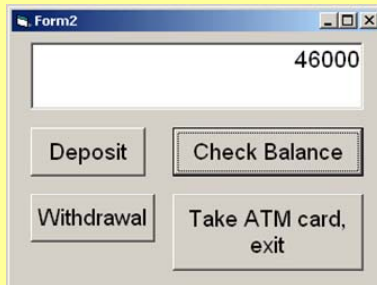 Form2
46000
Deposit
Check Balance
Withdrawal
Take ATM card,
exit